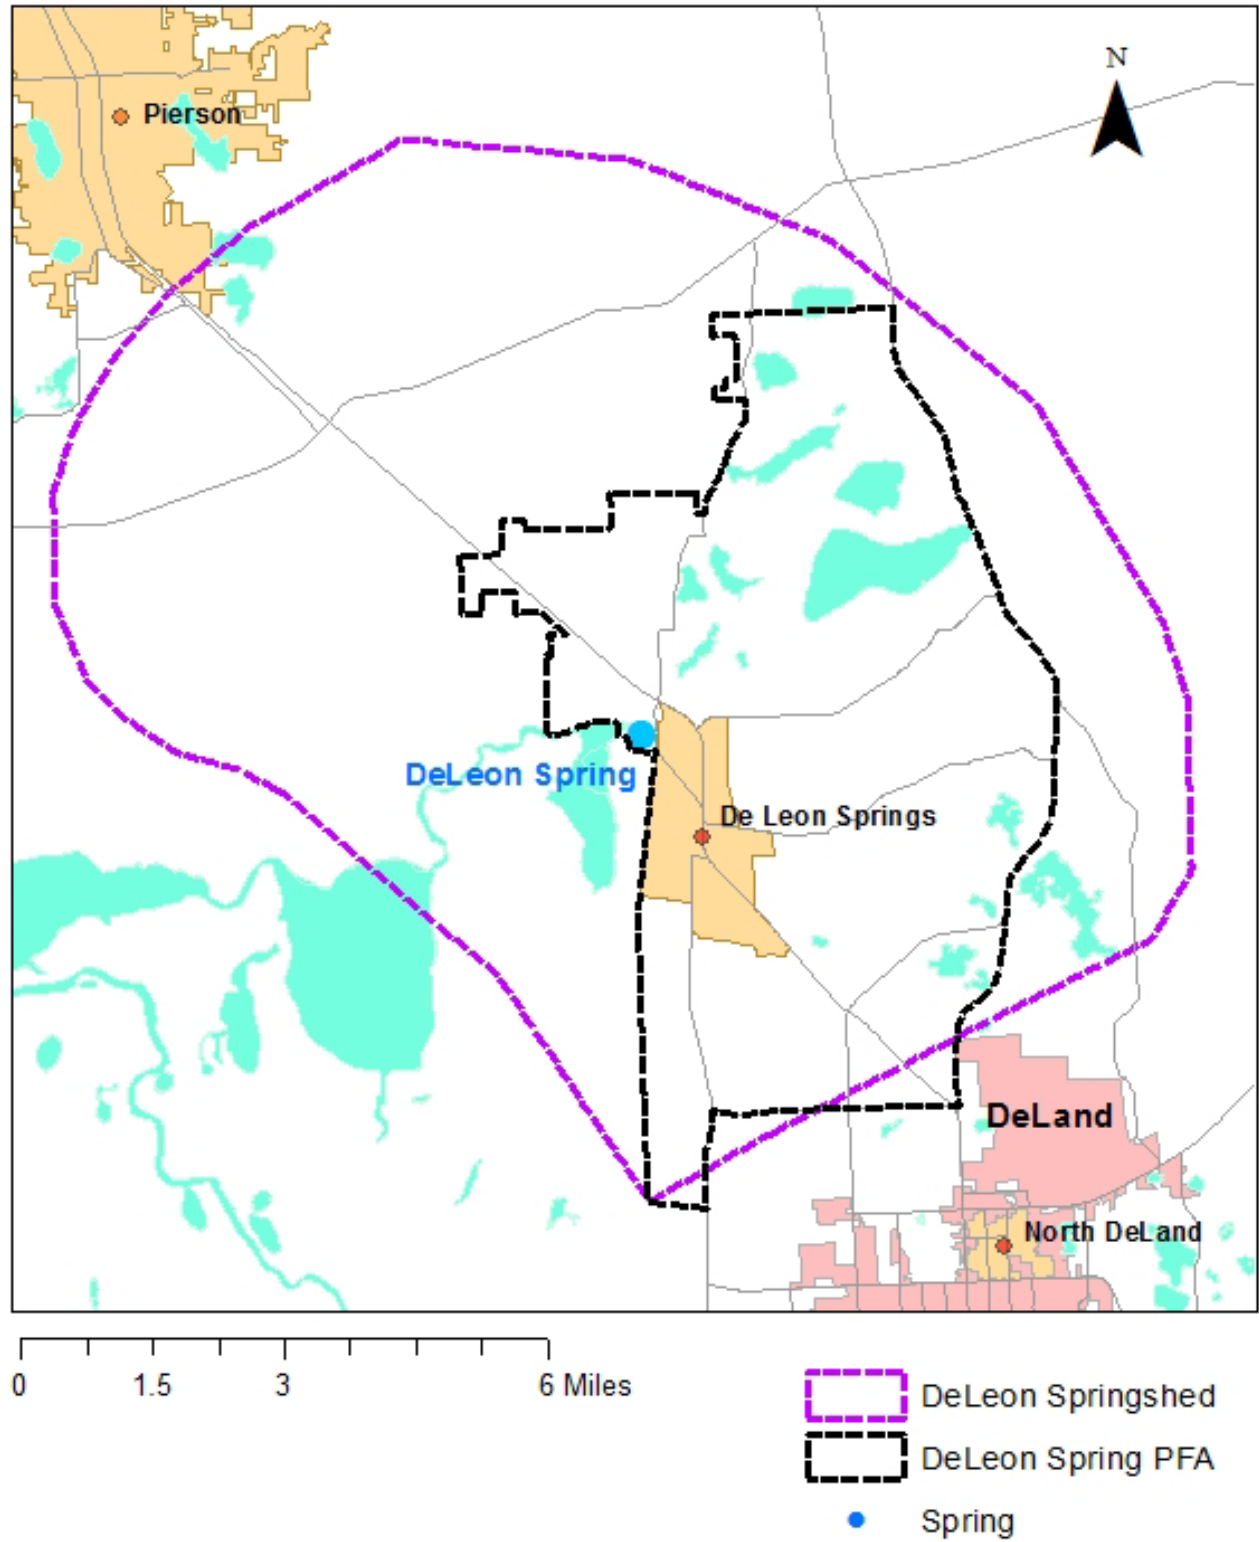 N
Pierson
DeLeon Spring
De Leon Springs
DeLand
North DeLand
0 1.5 3 6 Miles
DeLeon Springshed
DeLeon Spring PFA
Spring